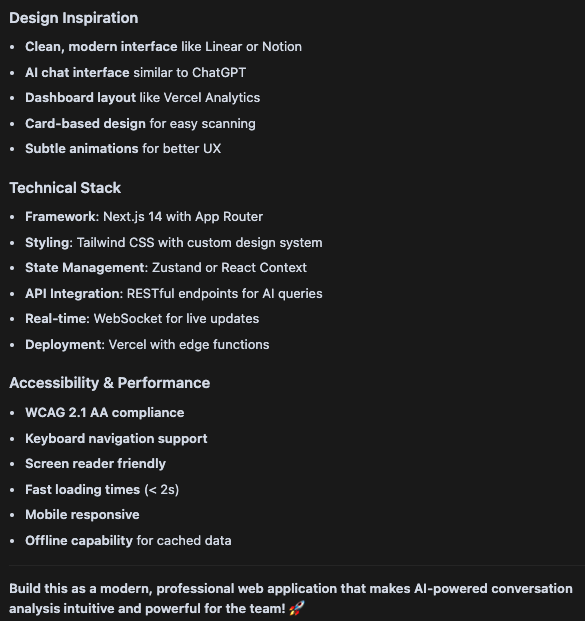 Design Inspiration
• Clean, modern interface like Linear or Notion
• AI chat interface similar to ChatGPT
• Dashboard layout like Vercel Analytics
• Card-based design for easy scanning
• Subtle animations for better UX
Technical Stack
• Framework: Next.js 14 with App Router
• Styling: Tailwind CSS with custom design system
• State Management: Zustand or React Context
• API Integration: RESTful endpoints for AI queries
• Real-time: WebSocket for live updates
• Deployment: Vercel with edge functions
Accessibility & Performance
• WCAG 2.1 AA compliance
• Keyboard navigation support
• Screen reader friendly
• Fast loading times (< 2s)
• Mobile responsive
• Offline capability for cached data
Build this as a modern, professional web application that makes AI-powered conversation
analysis intuitive and powerful for the team! 🚀